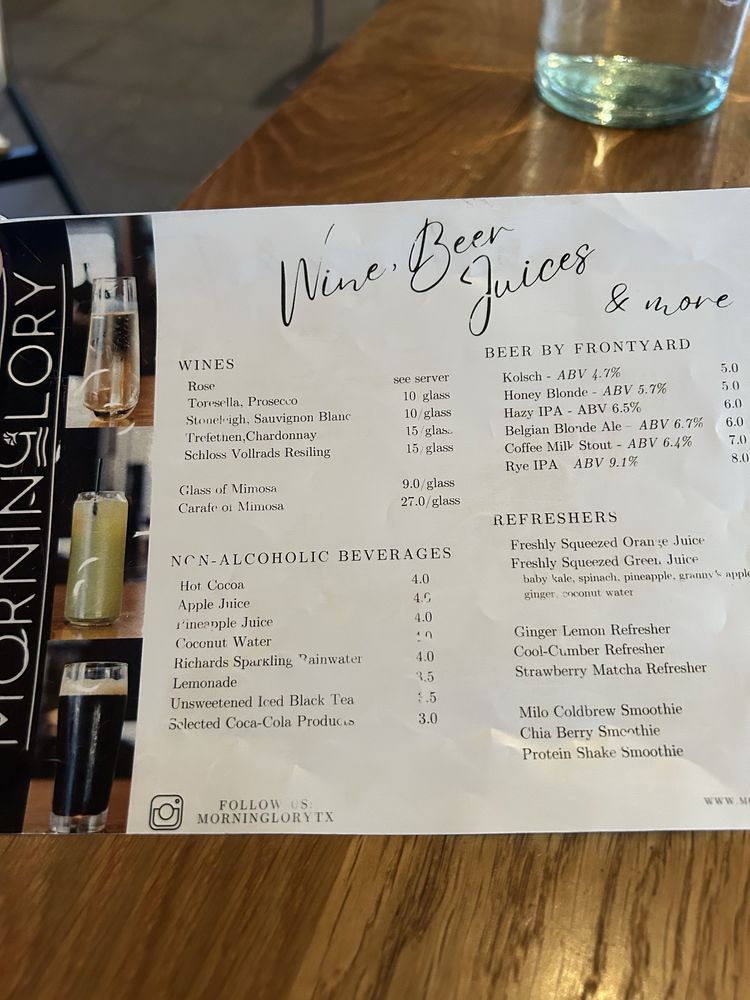 MORNINGLORY
Wine, Beer
Juices
& more
WINES
Rose see server
Toresella, Prosecco 10/glass
Stoneleigh, Sauvignon Blanc 10/glass
Trefethen,Chardonnay 15/glass
Schloss Vollrads Resiling 15/glass
Glass of Mimosa 9.0/glass
Carafe of Mimosa 27.0/glass
NON-ALCOHOLIC BEVERAGES
Hot Cocoa 4.0
Apple Juice
Pineapple Juice 4.0
Coconut Water
Richards Sparkling Rainwater 4.0
Lemonade 3.5
Unsweetened Iced Black Tea
Selected Coca-Cola Products 3.0
FOLLOW US:
MORNINGLORYTX
BEER BY FRONTYARD
Kolsch - ABV 4.7% 5.0
Honey Blonde - ABV 5.7% 5.0
Hazy IPA - ABV 6.5% 6.0
Belgian Blonde Ale - ABV 6.7% 6.0
Coffee Milk Stout - ABV 6.4% 7.0
Rye IPA ABV 9.1% 8.0
REFRESHERS
Freshly Squeezed Orange Juice
Freshly Squeezed Green Juice
baby kale, spinach, pineapple, granny's apple
ginger, coconut water
Ginger Lemon Refresher
Cool-Cumber Refresher
Strawberry Matcha Refresher
Milo Coldbrew Smoothie
Chia Berry Smoothie
Protein Shake Smoothie
WWW.MO